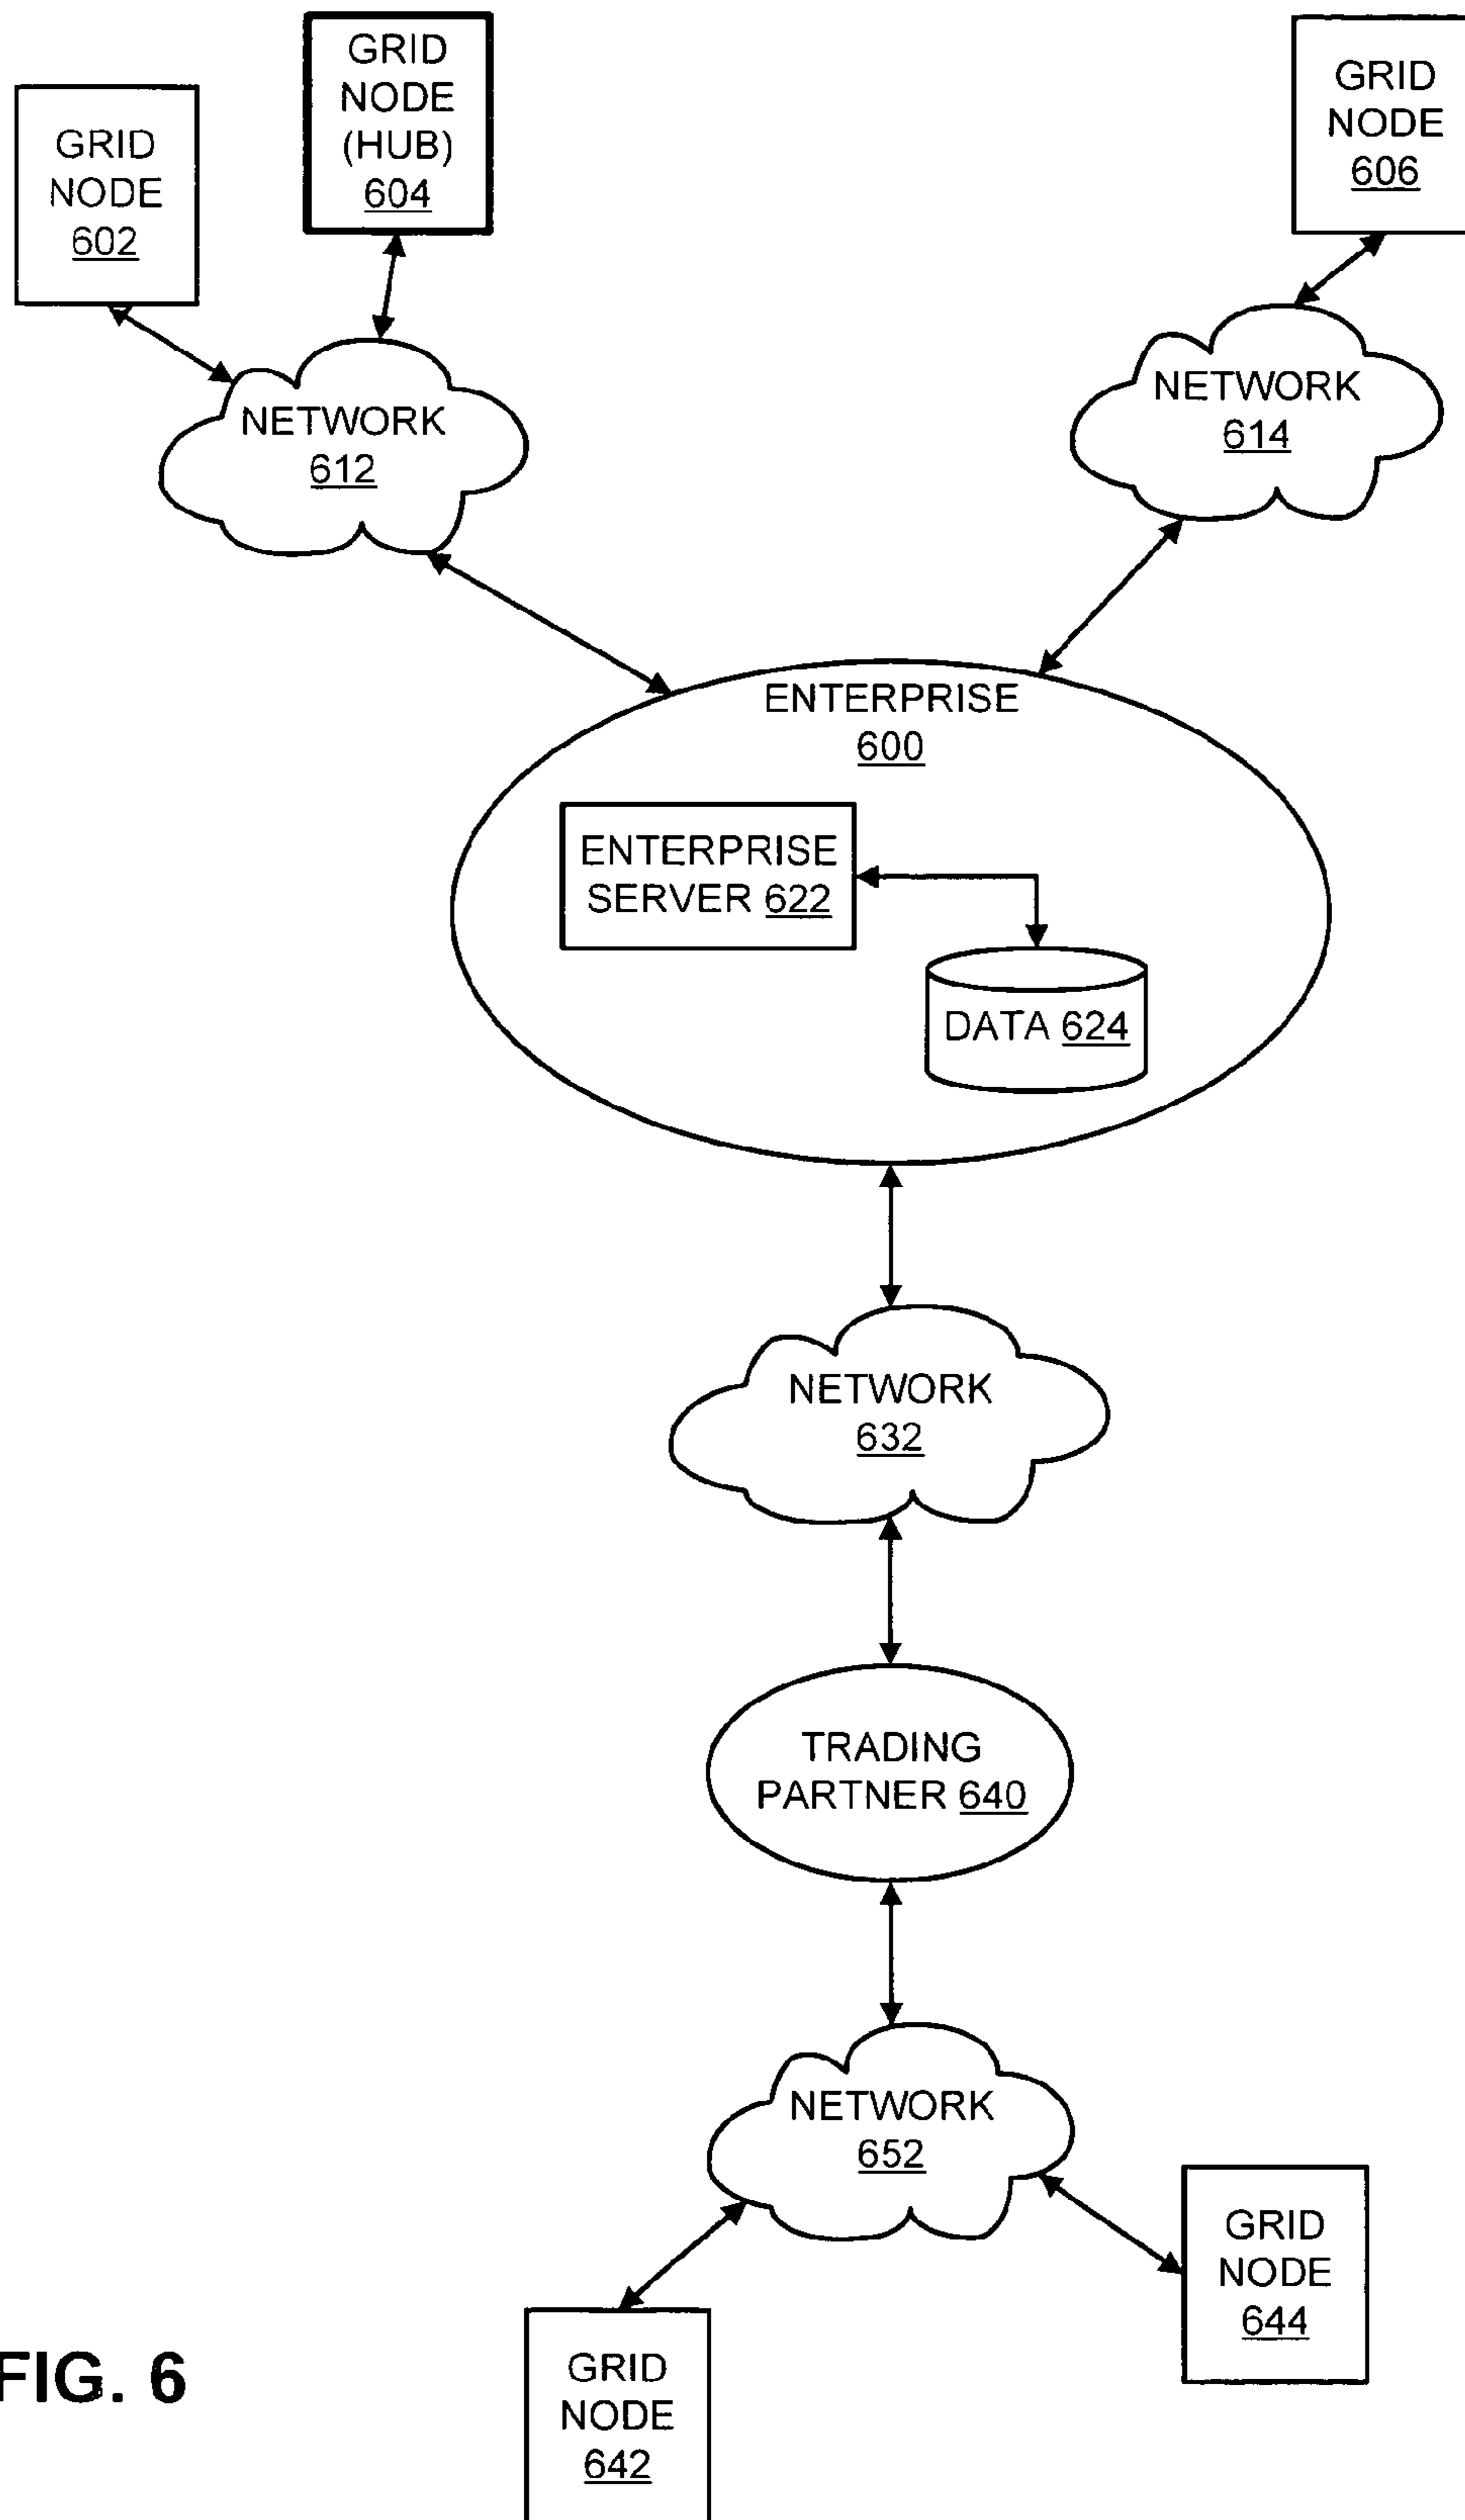 GRID
NODE
(HUB)
604
GRID
NODE
602
GRID
NODE
606
NETWORK
612
NETWORK
614
ENTERPRISE
600
ENTERPRISE
SERVER 622
DATA 624
NETWORK
632
TRADING
PARTNER 640
NETWORK
652
GRID
NODE
644
GRID
NODE
642
FIG. 6